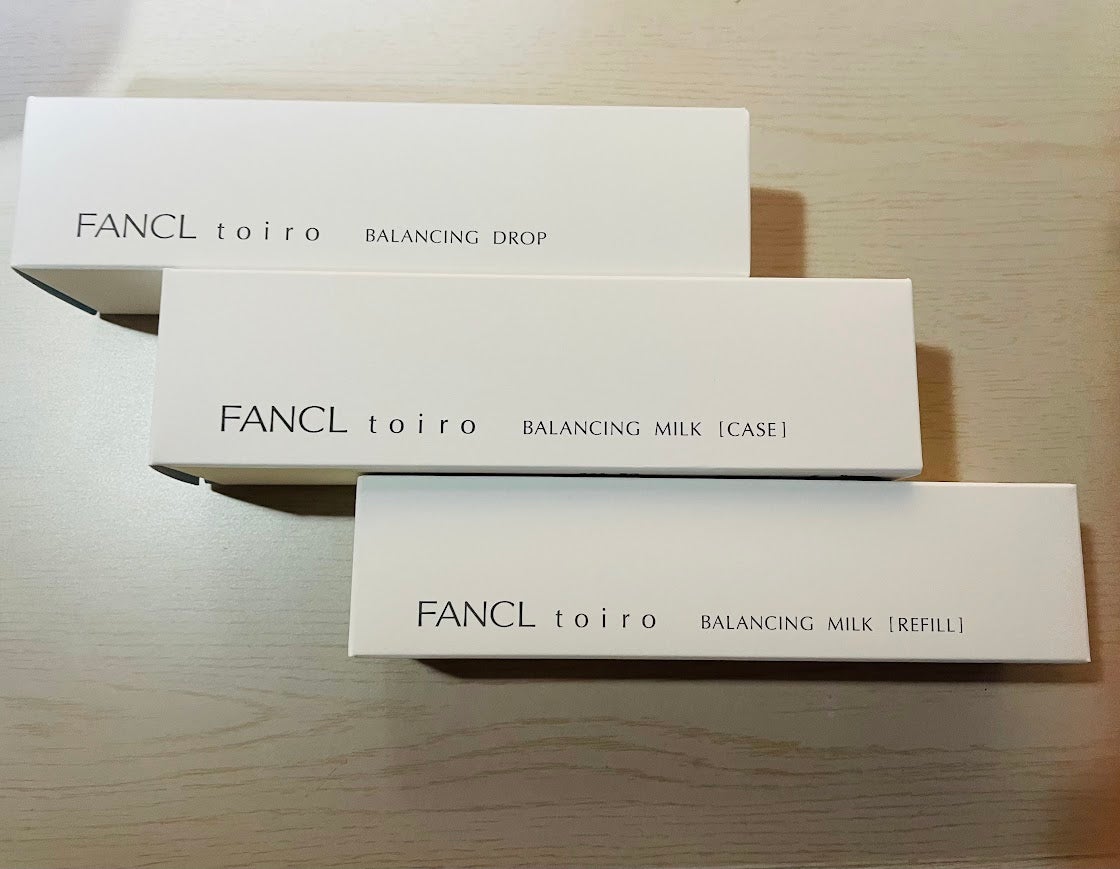 FANCL toiro BALANCING DROP
FANCL toiro BALANCING MILK [CASE]
FANCL toiro BALANCING MILK [REFILL]